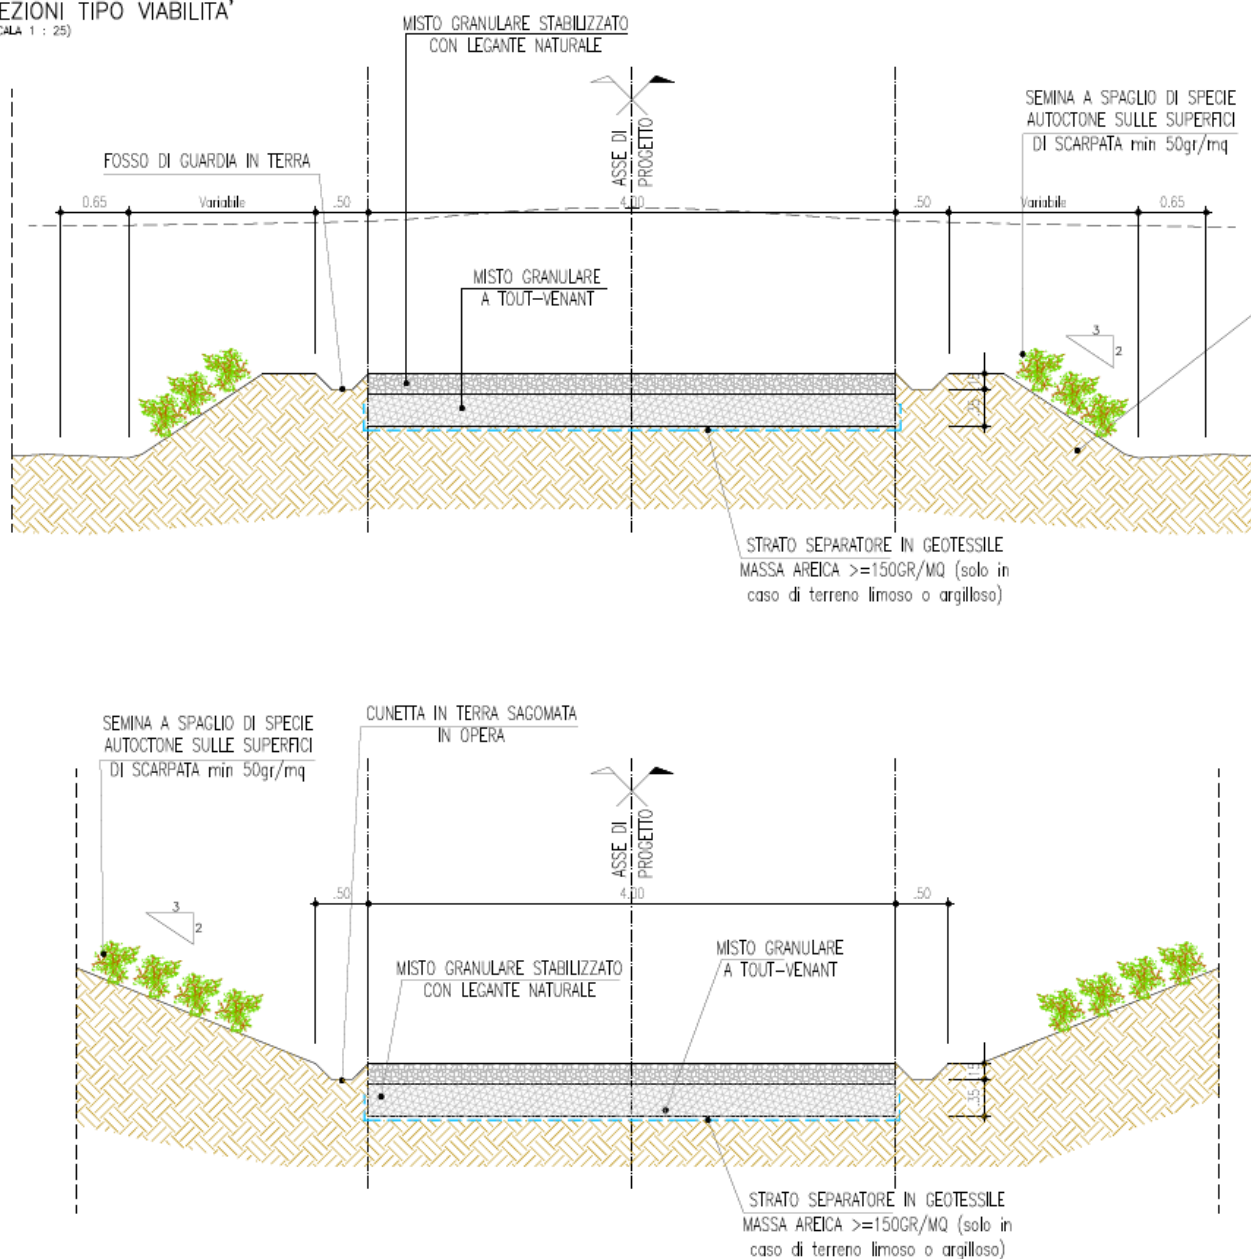 EZIONI TIPO VIABILITA'
CALA 1 : 25)
MISTO GRANULARE STABILIZZATO
CON LEGANTE NATURALE
SEMINA A SPAGLIO DI SPECIE
AUTOCTONE SULLE SUPERFICI
DI SCARPATA min 50gr/mq
ASSE DI
PROGETTO
FOSSO DI GUARDIA IN TERRA
0.65
Variabile
.50
4.00
.50
Variabile
0.65
MISTO GRANULARE
A TOUT-VENANT
3
2
.15
.35
STRATO SEPARATORE IN GEOTESSILE
MASSA AREICA >=150GR/MQ (solo in
caso di terreno limoso o argilloso)
SEMINA A SPAGLIO DI SPECIE
AUTOCTONE SULLE SUPERFICI
DI SCARPATA min 50gr/mq
CUNETTA IN TERRA SAGOMATA
IN OPERA
ASSE DI
PROGETTO
.50
4.00
.50
3
2
MISTO GRANULARE STABILIZZATO
CON LEGANTE NATURALE
MISTO GRANULARE
A TOUT-VENANT
.15
.35
STRATO SEPARATORE IN GEOTESSILE
MASSA AREICA >=150GR/MQ (solo in
caso di terreno limoso o argilloso)